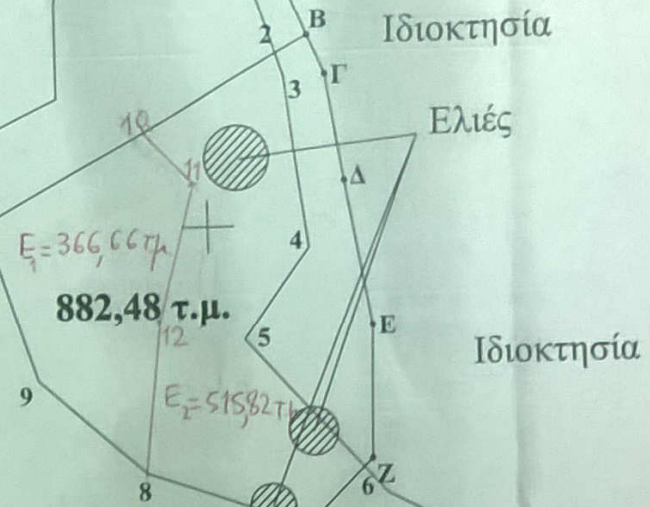 2
Β
Ιδιοκτησία
Γ
3
10
Ελιές
11
Δ
4
Ε₁=366,66τμ
882,48 τ.μ.
12
5
Ε
Ιδιοκτησία
9
Ε₂=515,82τμ
Ζ
6
8